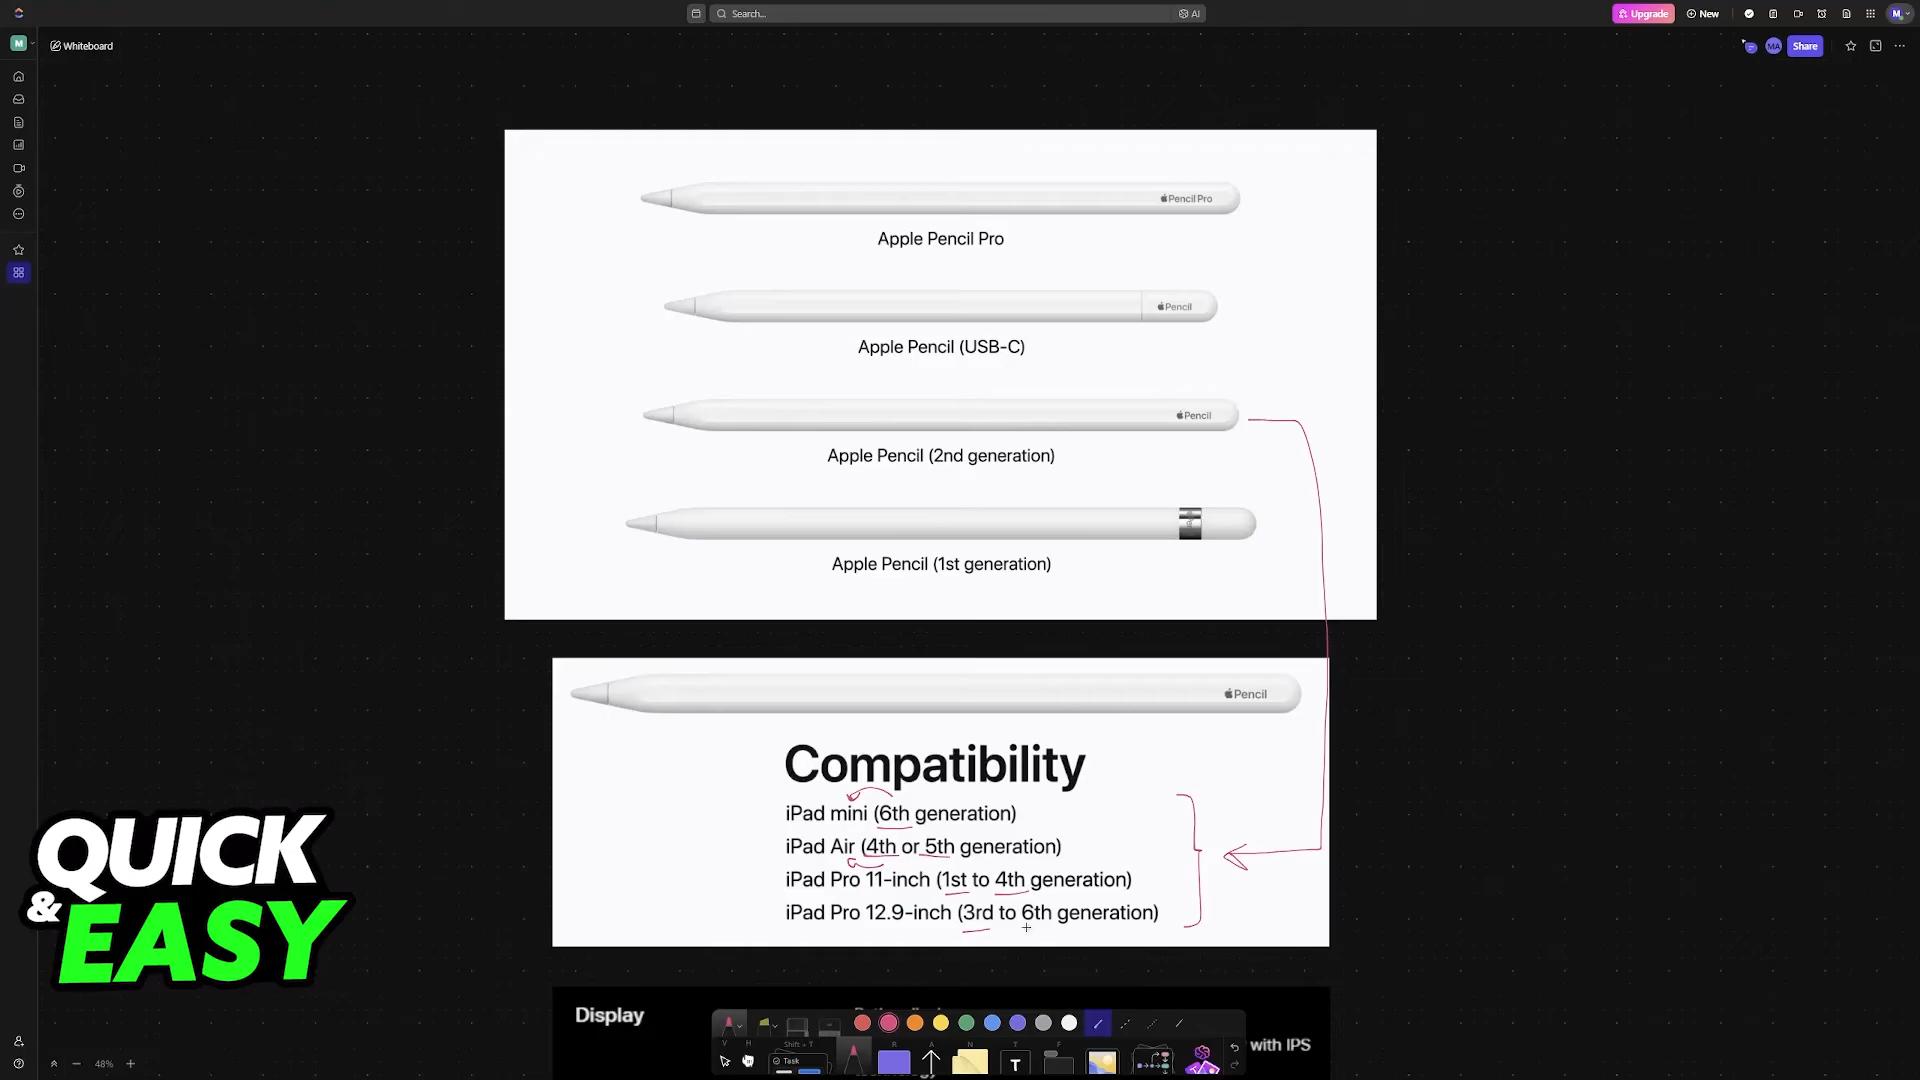 Search...
AI
Upgrade
New
M
M
Whiteboard
MA
Share
Pencil Pro
Apple Pencil Pro
Pencil
Apple Pencil (USB-C)
Pencil
Apple Pencil (2nd generation)
Apple Pencil (1st generation)
Pencil
Compatibility
iPad mini (6th generation)
iPad Air (4th or 5th generation)
iPad Pro 11-inch (1st to 4th generation)
iPad Pro 12.9-inch (3rd to 6th generation)
QUICK
& EASY
Display
with IPS
V
H
Shift + T
R
A
N
T
F
Task
T
48%